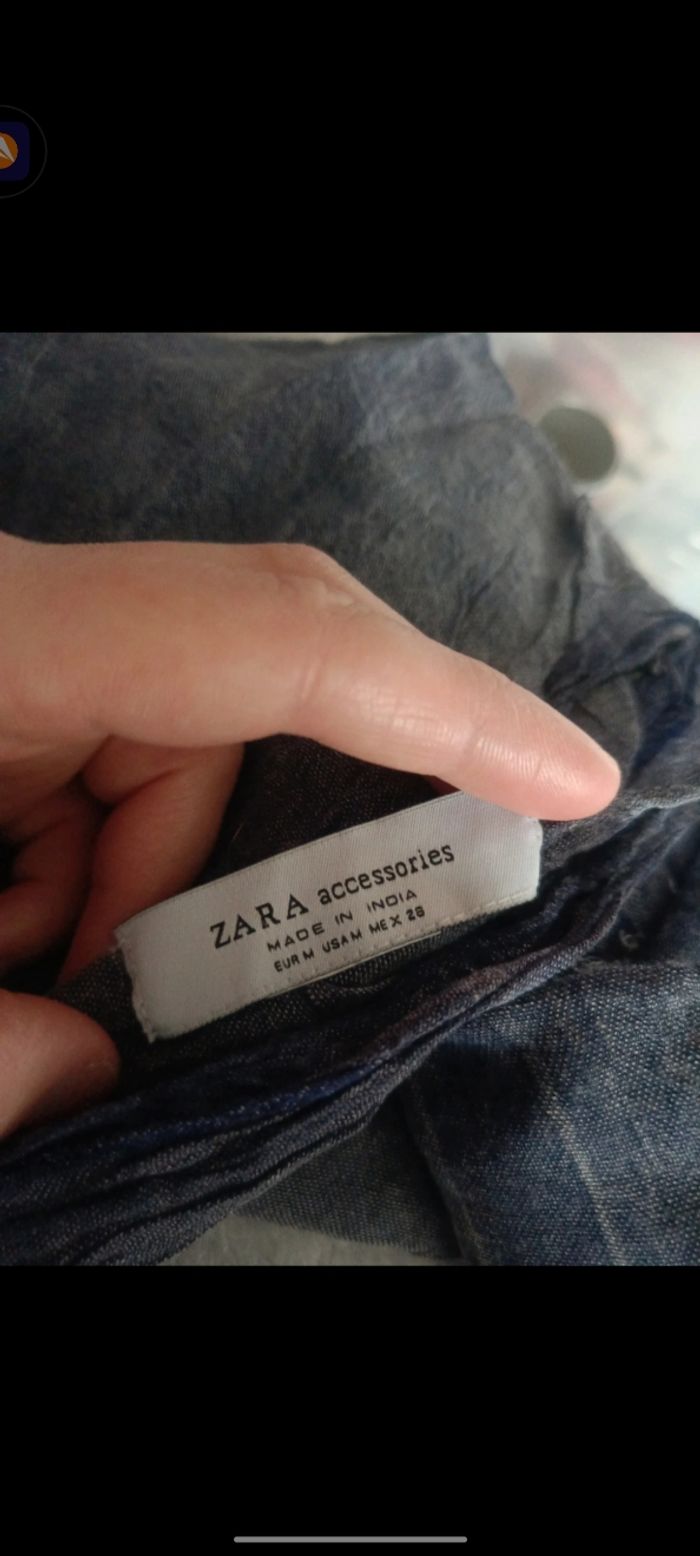 ZARA accessories
MADE IN INDIA
EUR M USA M MEX 28